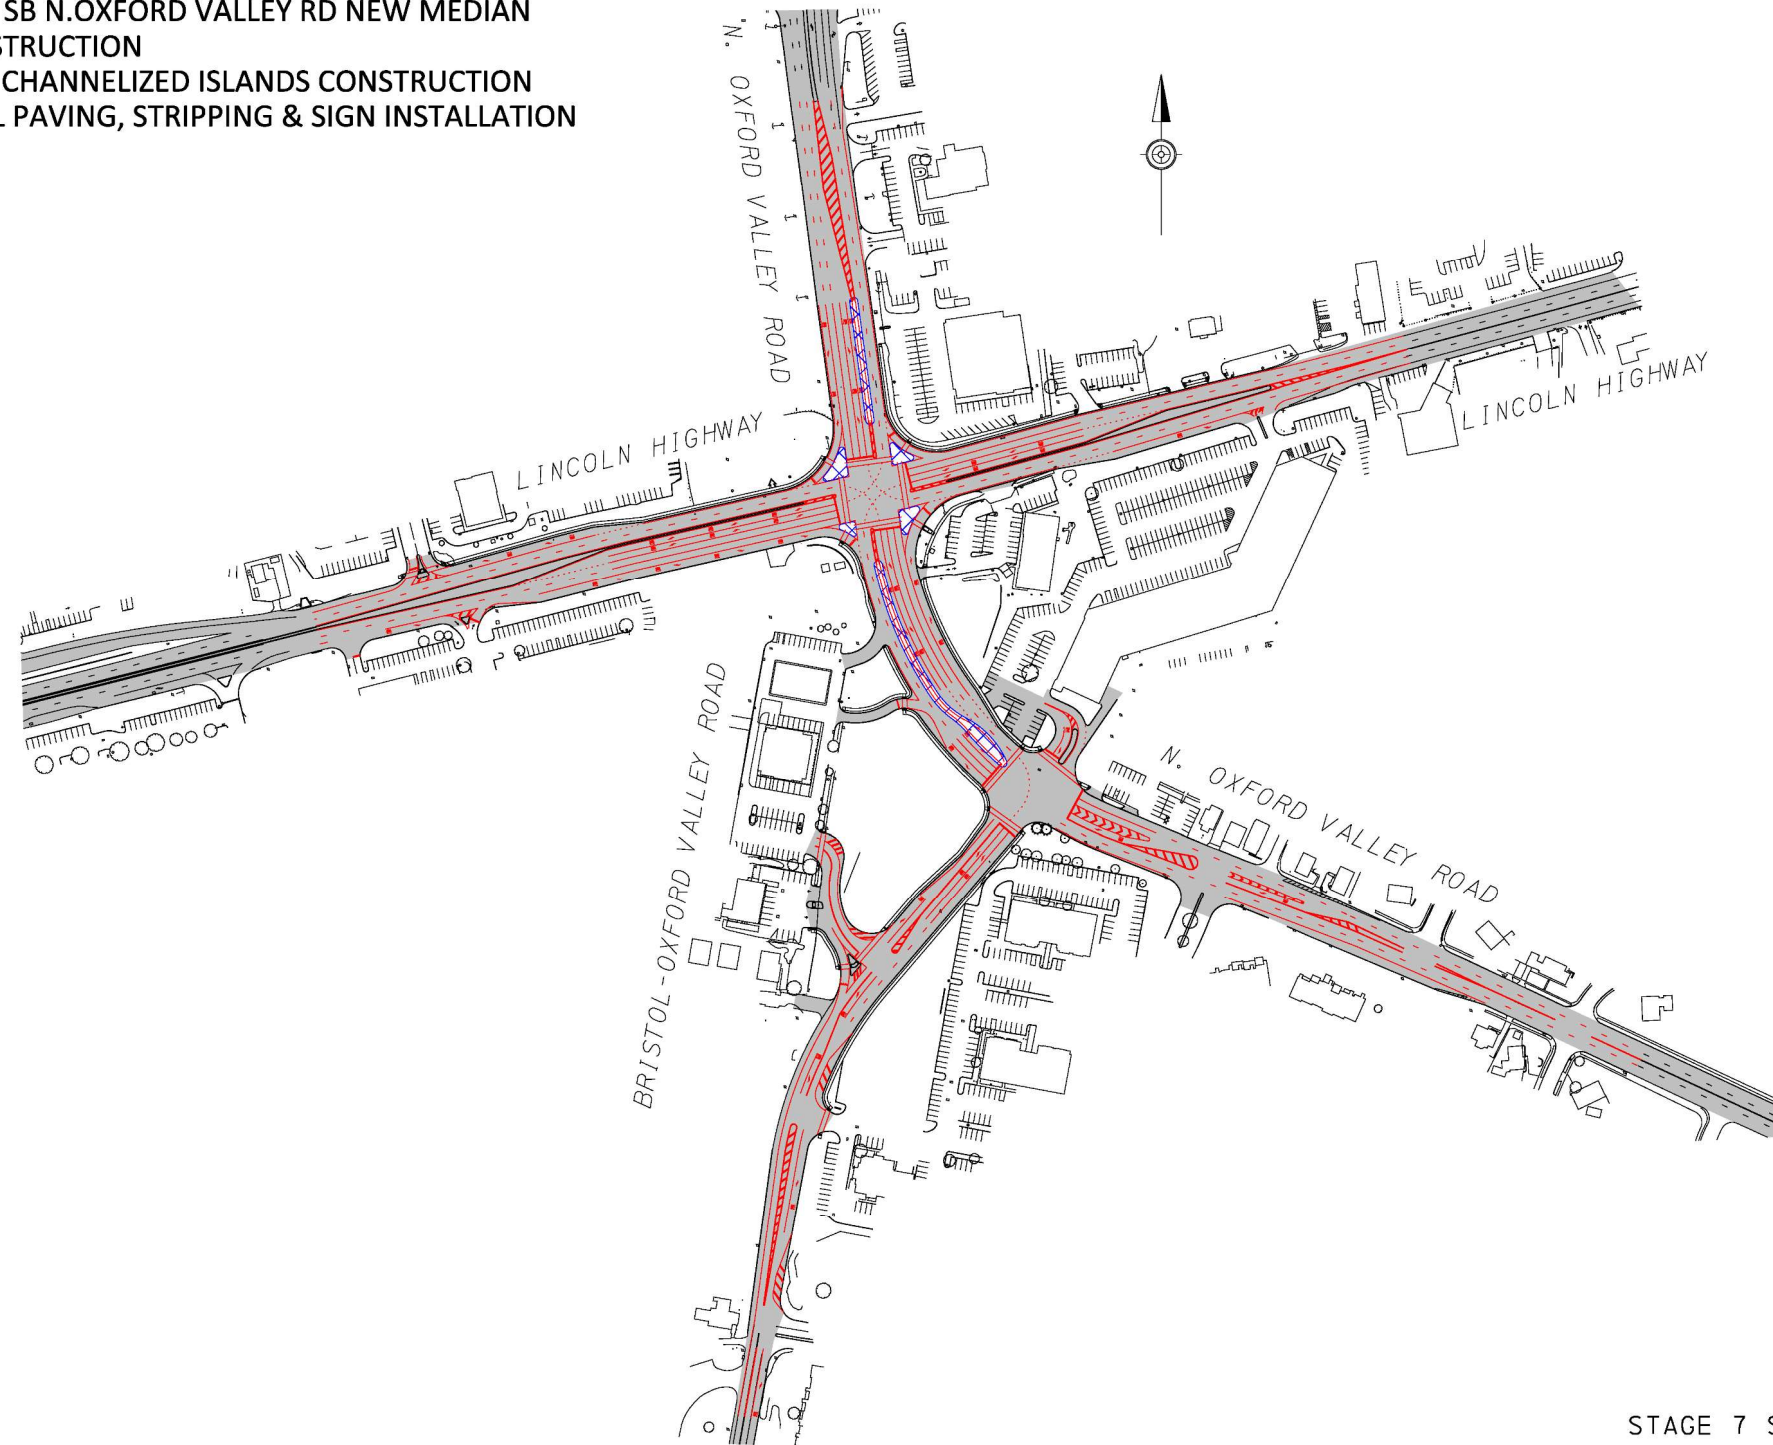 SB N.OXFORD VALLEY RD NEW MEDIAN
STRUCTION
CHANNELIZED ISLANDS CONSTRUCTION
L PAVING, STRIPPING & SIGN INSTALLATION
N. OXFORD VALLEY ROAD
LINCOLN HIGHWAY
LINCOLN HIGHWAY
BRISTOL-OXFORD VALLEY ROAD
N. OXFORD VALLEY ROAD
STAGE 7 S